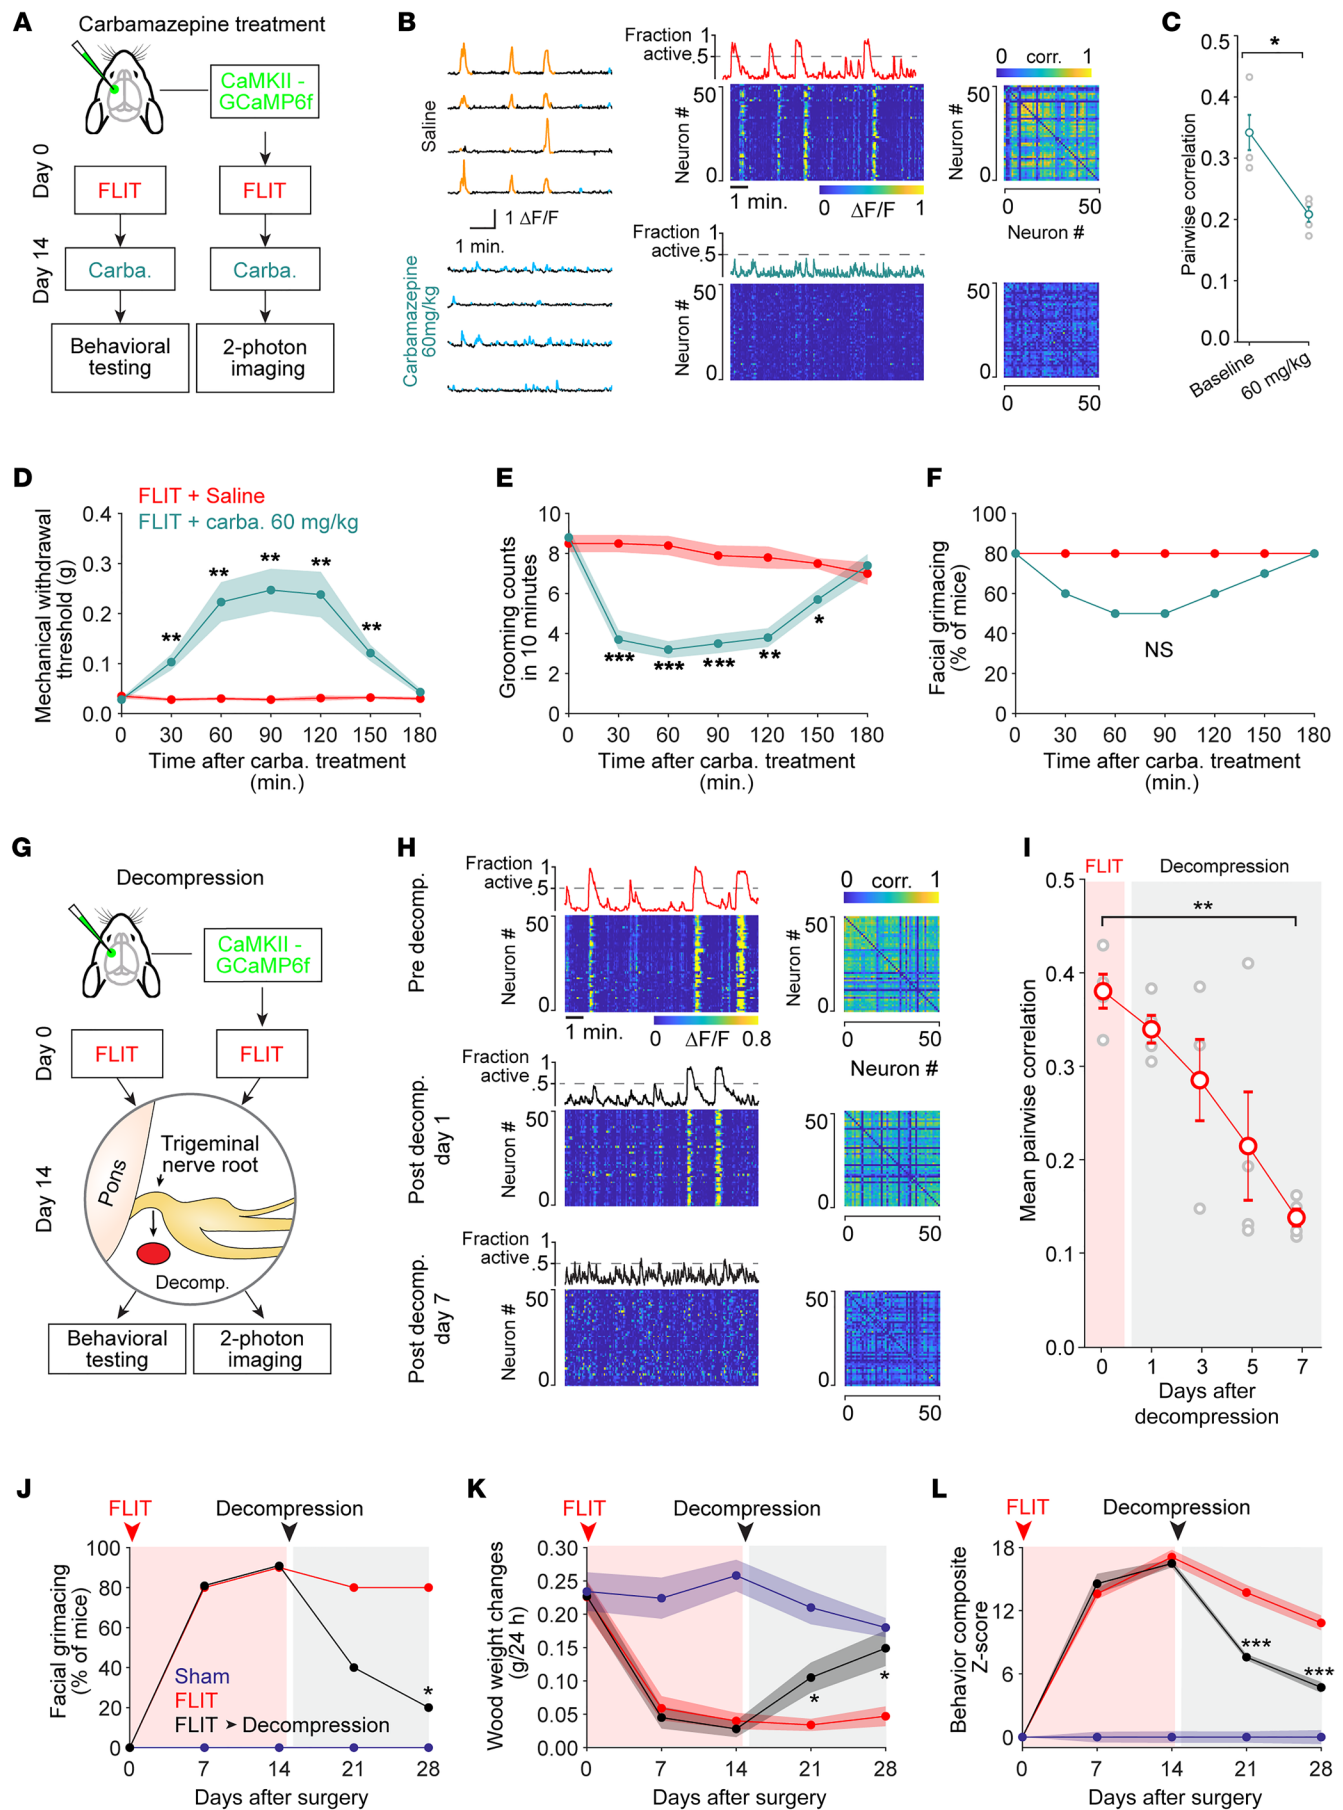 A
Carbamazepine treatment
CaMKII -
GCaMP6f
Day 0
FLIT
FLIT
Day 14
Carba.
Carba.
Behavioral
testing
2-photon
imaging
B
Saline
1 ΔF/F
1 min.
Carbamazepine
60mg/kg
Fraction
active
1
.5
50
Neuron #
0
1 min.
0 ΔF/F 1
0 corr. 1
50
Neuron #
0
0 50
Neuron #
Fraction
active
1
.5
50
Neuron #
0
50
0
0 50
C
*
0.5
0.4
0.3
0.2
0.1
0.0
Pairwise correlation
Baseline
60 mg/kg
D
FLIT + Saline
FLIT + carba. 60 mg/kg
Mechanical withdrawal
threshold (g)
0.4
0.3
0.2
0.1
0.0
** ** ** ** **
0 30 60 90 120 150 180
Time after carba. treatment
(min.)
E
Grooming counts
in 10 minutes
10
8
6
4
2
0
*** *** *** ** *
0 30 60 90 120 150 180
Time after carba. treatment
(min.)
F
Facial grimacing
(% of mice)
100
80
60
40
20
0
NS
0 30 60 90 120 150 180
Time after carba. treatment
(min.)
G
Decompression
CaMKII -
GCaMP6f
Day 0
FLIT
FLIT
Day 14
Pons
Trigeminal
nerve root
Decomp.
Behavioral
testing
2-photon
imaging
H
Pre decomp.
Fraction
active
1
.5
50
Neuron #
0
1 min.
0 ΔF/F 0.8
0 corr. 1
50
Neuron #
0
0 50
Neuron #
Post decomp.
day 1
Fraction
active
1
.5
50
Neuron #
0
50
0
0 50
Post decomp.
day 7
Fraction
active
1
.5
50
Neuron #
0
50
0
0 50
I
FLIT Decompression
**
Mean pairwise correlation
0.5
0.4
0.3
0.2
0.1
0.0
0 1 3 5 7
Days after
decompression
J
FLIT Decompression
Facial grimacing
(% of mice)
100
80
60
40
20
0
Sham
FLIT
FLIT ➤ Decompression
*
0 7 14 21 28
Days after surgery
K
FLIT Decompression
Wood weight changes
(g/24 h)
0.30
0.25
0.20
0.15
0.10
0.05
0.00
* *
0 7 14 21 28
Days after surgery
L
FLIT Decompression
Behavior composite
Z-score
18
12
6
0
*** ***
0 7 14 21 28
Days after surgery